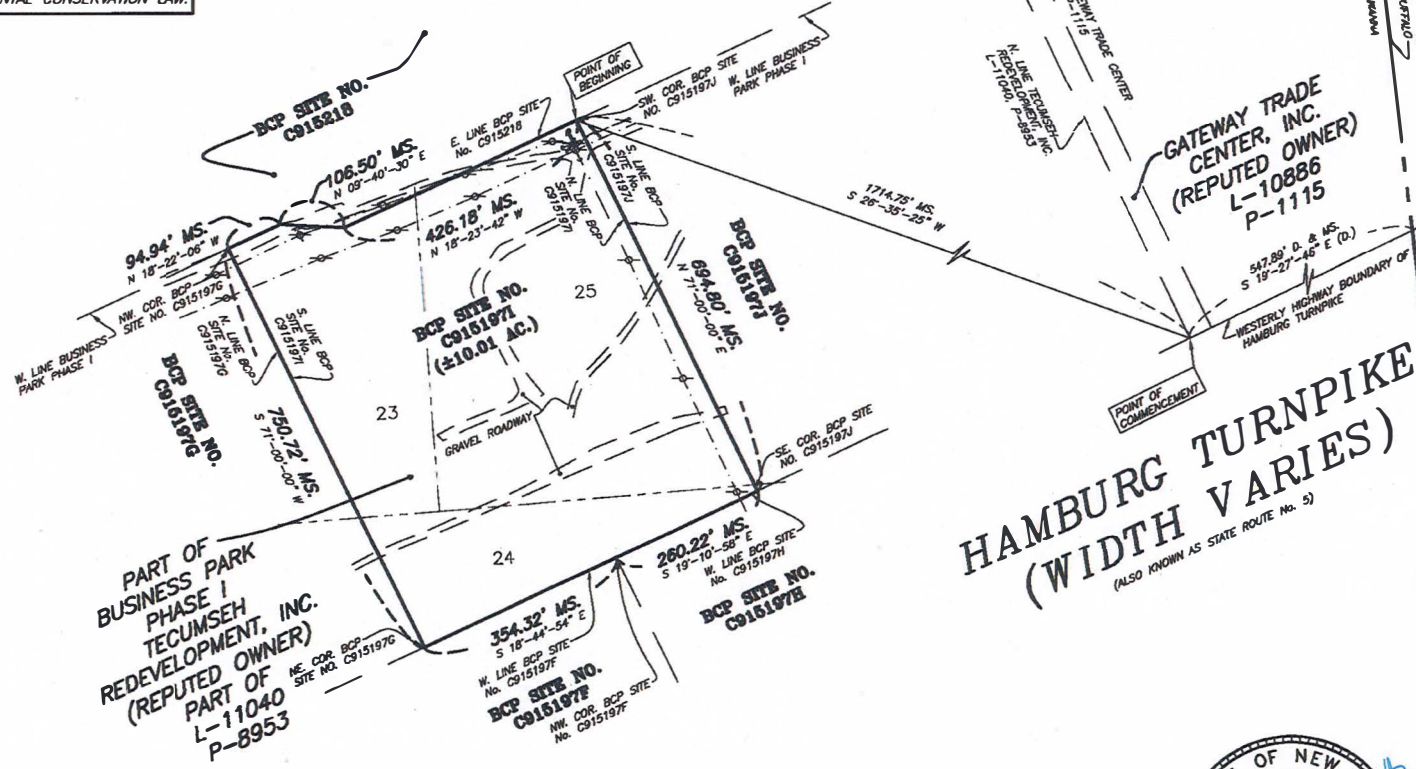 CONSERVATION LAW.
BCP SITE NO.
C915218
POINT OF
BEGINNING
SW. COR. BCP SITE
NO. C915197J
W. LINE BUSINESS
PARK PHASE I
E. LINE BCP SITE
No. C915218
106.50' MS.
N 09°-40'-30" E
94.94' MS.
N 18°-22'-06" W
426.18' MS.
N 18°-23'-42" W
NW. COR. BCP
SITE NO. C915197G
W. LINE BUSINESS
PARK PHASE I
N. LINE BCP
SITE No.
C915197G
S. LINE BCP
SITE No.
C915197I
N. LINE BCP
SITE No.
C915197I
S. LINE BCP
SITE No.
C915197J
BCP SITE NO.
C915197I
(±10.01 AC.)
25
23
24
GRAVEL ROADWAY
BCP SITE NO.
C915197J
694.80' MS.
N 71°-00'-00" E
BCP SITE NO.
C915197G
750.72' MS.
S 71°-00'-00" W
1714.75' MS.
S 26°-35'-25" W
N. LINE TECUMSEH
REDEVELOPMENT, INC.
L-11040, P-8953
TRADE CENTER
GATEWAY TRADE
CENTER, INC.
(REPUTED OWNER)
L-10886
P-1115
547.89' D. & MS.
S 19°-27'-46" E (D.)
WESTERLY HIGHWAY BOUNDARY OF
HAMBURG TURNPIKE
POINT OF
COMMENCEMENT
HAMBURG TURNPIKE
(WIDTH VARIES)
(ALSO KNOWN AS STATE ROUTE No. 5)
SE. COR. BCP SITE
NO. C915197J
260.22' MS.
S 19°-10'-58" E
W. LINE BCP SITE
No. C915197H
BCP SITE NO.
C915197H
354.32' MS.
S 18°-44'-54" E
W. LINE BCP SITE
No. C915197F
BCP SITE NO.
C915197F
NW. COR. BCP SITE
No. C915197F
NE. COR. BCP
SITE NO. C915197G
PART OF
BUSINESS PARK
PHASE I
TECUMSEH
REDEVELOPMENT, INC.
(REPUTED OWNER)
PART OF
L-11040
P-8953
OF NEW